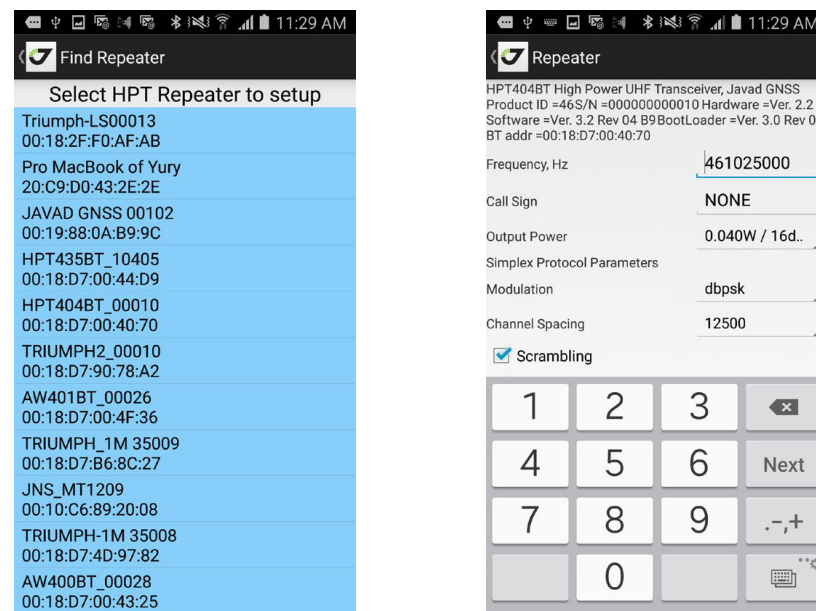 11:29 AM
Find Repeater
Select HPT Repeater to setup
Triumph-LS00013
00:18:2F:F0:AF:AB
Pro MacBook of Yury
20:C9:D0:43:2E:2E
JAVAD GNSS 00102
00:19:88:0A:B9:9C
HPT435BT_10405
00:18:D7:00:44:D9
HPT404BT_00010
00:18:D7:00:40:70
TRIUMPH2_00010
00:18:D7:90:78:A2
AW401BT_00026
00:18:D7:00:4F:36
TRIUMPH_1M 35009
00:18:D7:B6:8C:27
JNS_MT1209
00:10:C6:89:20:08
TRIUMPH-1M 35008
00:18:D7:4D:97:82
AW400BT_00028
00:18:D7:00:43:25
11:29 AM
Repeater
HPT404BT High Power UHF Transceiver, Javad GNSS
Product ID =46S/N =000000000010 Hardware =Ver. 2.2
Software =Ver. 3.2 Rev 04 B9BootLoader =Ver. 3.0 Rev 0
BT addr =00:18:D7:00:40:70
Frequency, Hz 461025000
Call Sign NONE
Output Power 0.040W / 16d..
Simplex Protocol Parameters
Modulation dbpsk
Channel Spacing 12500
Scrambling
1 2 3
4 5 6 Next
7 8 9 .-,+
0